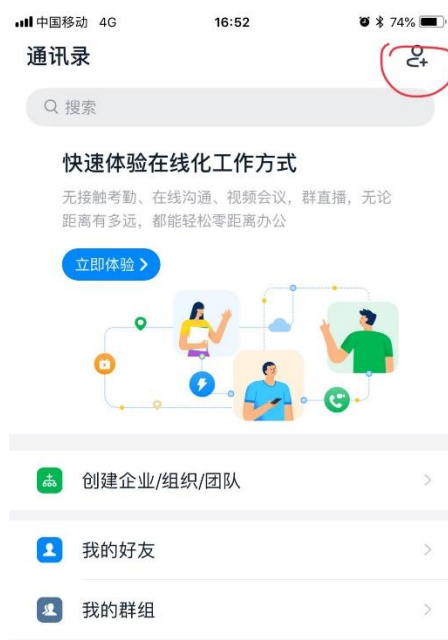 中国移动 4G 16:52 74%
通讯录
搜索
快速体验在线化工作方式
无接触考勤、在线沟通、视频会议，群直播，无论
距离有多远，都能轻松零距离办公
立即体验
创建企业/组织/团队
我的好友
我的群组